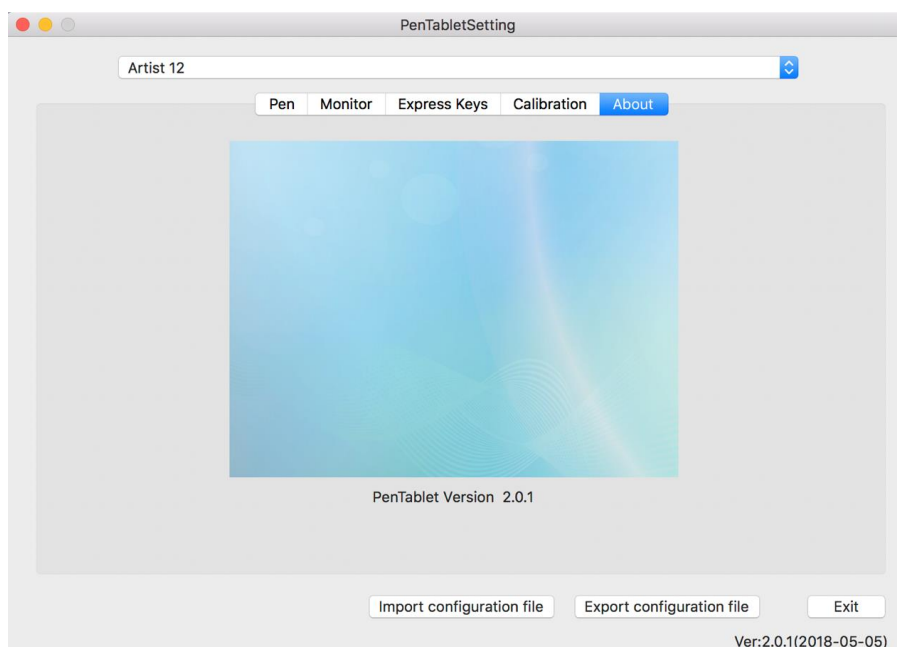 PenTabletSetting
Artist 12
Pen Monitor Express Keys Calibration About
PenTablet Version 2.0.1
Import configuration file Export configuration file Exit
Ver:2.0.1(2018-05-05)